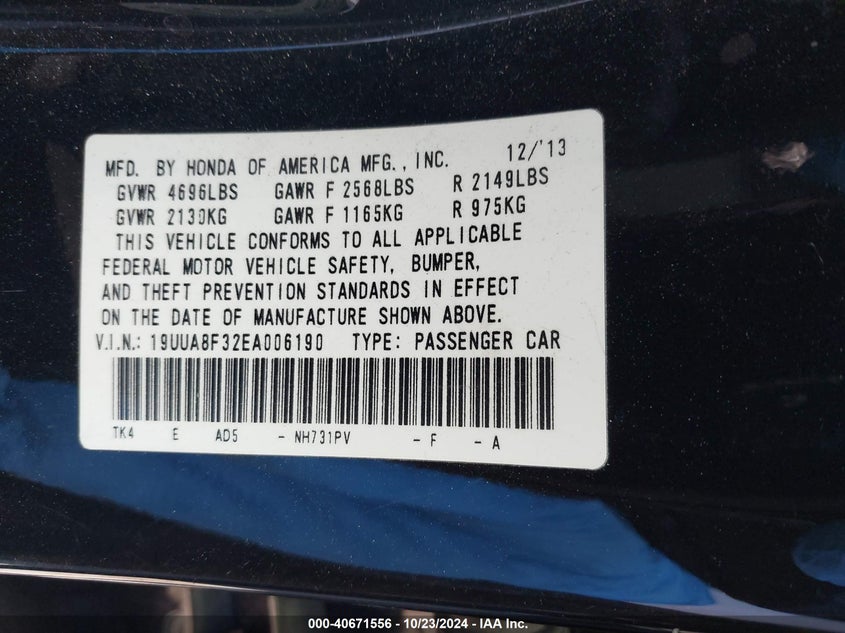 MFD. BY HONDA OF AMERICA MFG., INC. 12/'13
GVWR 4696LBS GAWR F 2568LBS R 2149LBS
GVWR 2130KG GAWR F 1165KG R 975KG
THIS VEHICLE CONFORMS TO ALL APPLICABLE
FEDERAL MOTOR VEHICLE SAFETY, BUMPER,
AND THEFT PREVENTION STANDARDS IN EFFECT
ON THE DATE OF MANUFACTURE SHOWN ABOVE.
V.I.N.: 19UUA8F32EA006190 TYPE: PASSENGER CAR
TK4 E AD5 - NH731PV - F - A
000-40671556 - 10/23/2024 - IAA Inc.